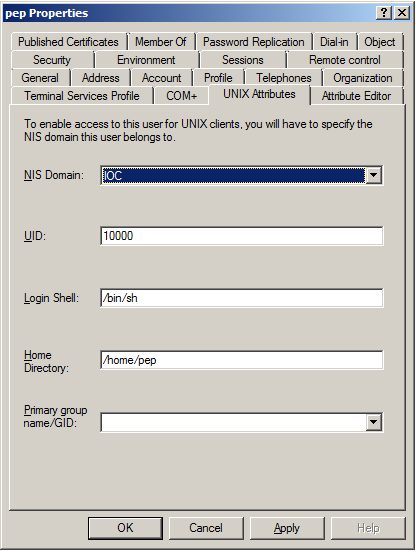 pep Properties
Published Certificates Member Of Password Replication Dial-in Object
Security Environment Sessions Remote control
General Address Account Profile Telephones Organization
Terminal Services Profile COM+ UNIX Attributes Attribute Editor
To enable access to this user for UNIX clients, you will have to specify the
NIS domain this user belongs to.
NIS Domain: IOC
UID: 10000
Login Shell: /bin/sh
Home
Directory: /home/pep
Primary group
name/GID:
OK Cancel Apply Help